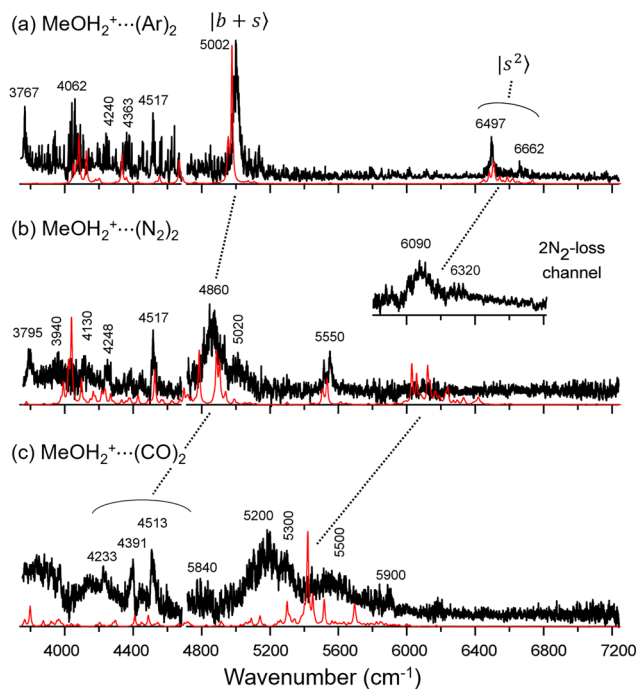 (a) MeOH₂⁺⋯(Ar)₂
|b + s⟩
5002
|s²⟩
3767
4062
4240
4363
4517
6497
6662
(b) MeOH₂⁺⋯(N₂)₂
2N₂-loss
channel
6090
6320
4860
3795
3940
4130
4248
4517
5020
5550
(c) MeOH₂⁺⋯(CO)₂
4233
4391
4513
5840
5200
5300
5500
5900
4000 4400 4800 5200 5600 6000 6400 6800 7200
Wavenumber (cm⁻¹)